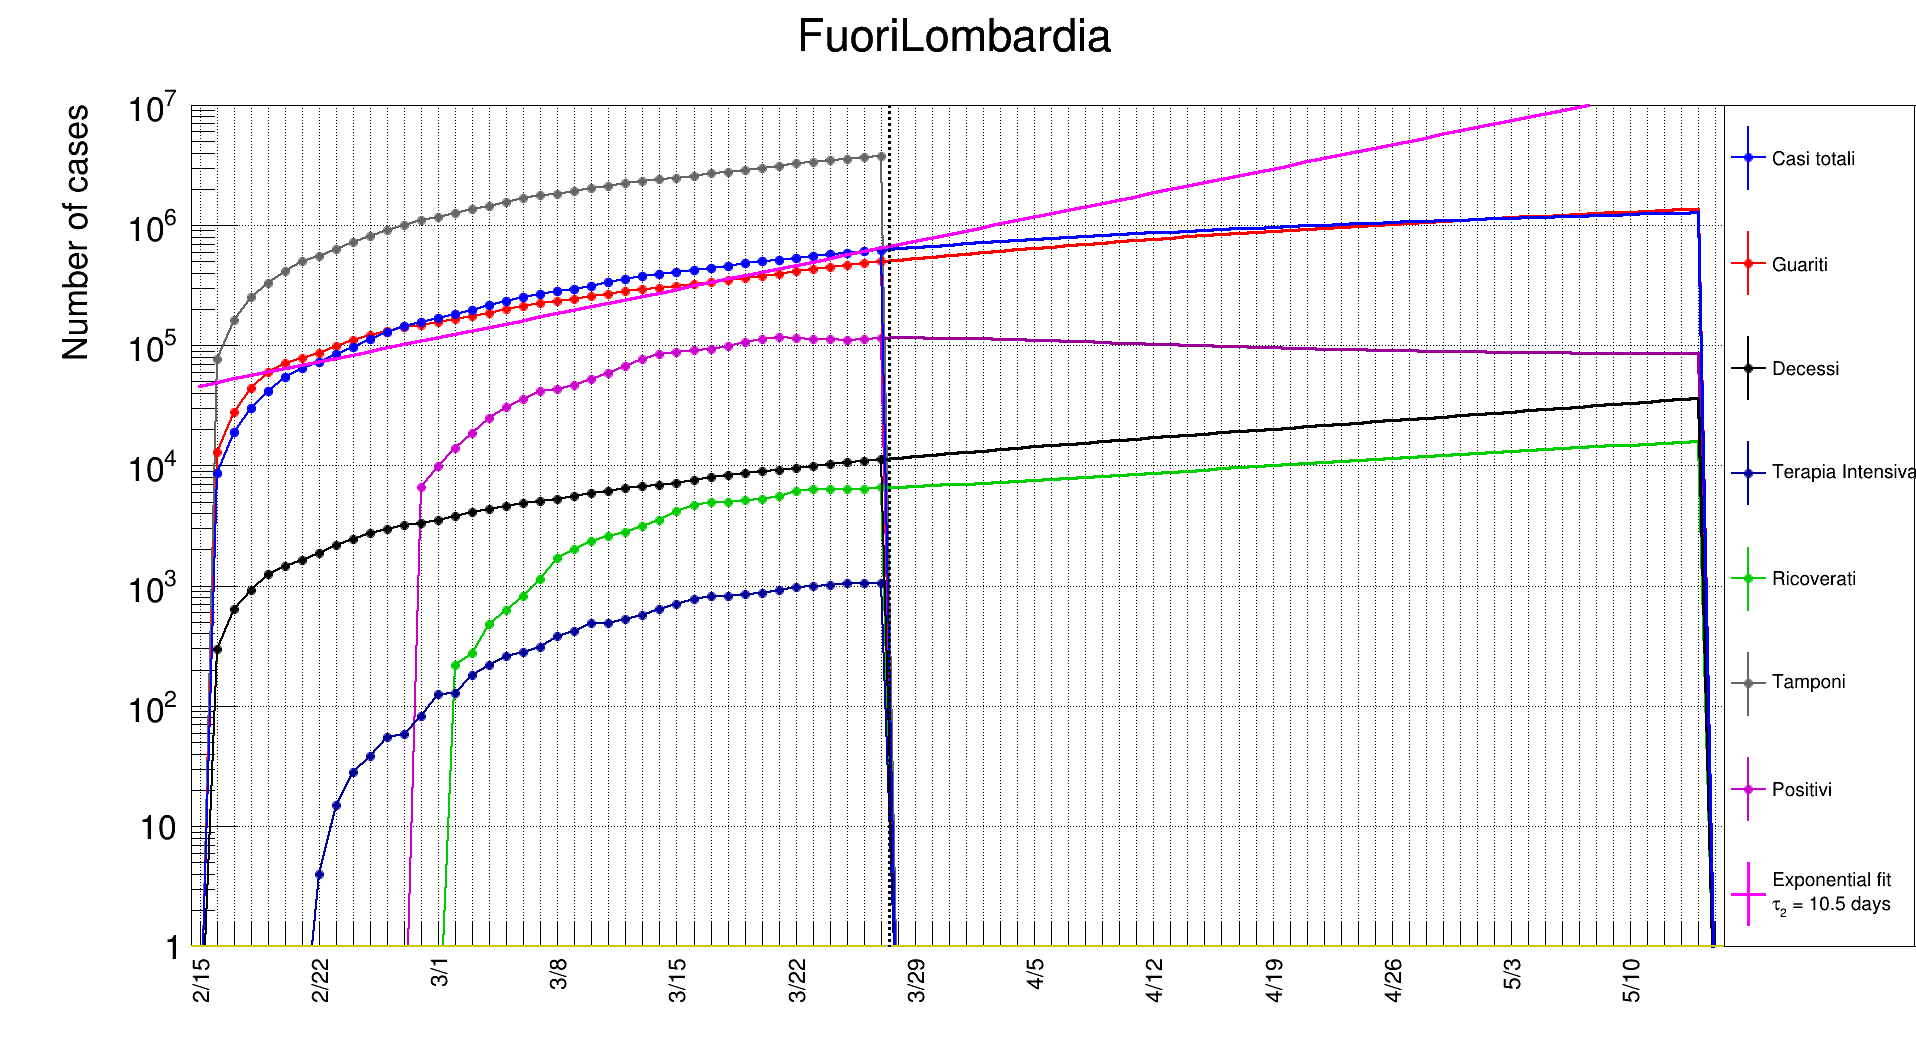 FuoriLombardia
Number of cases
10^7
10^6
10^5
10^4
10^3
10^2
10
1
2/15
2/22
3/1
3/8
3/15
3/22
3/29
4/5
4/12
4/19
4/26
5/3
5/10
Casi totali
Guariti
Decessi
Terapia Intensiva
Ricoverati
Tamponi
Positivi
Exponential fit
τ₂ = 10.5 days